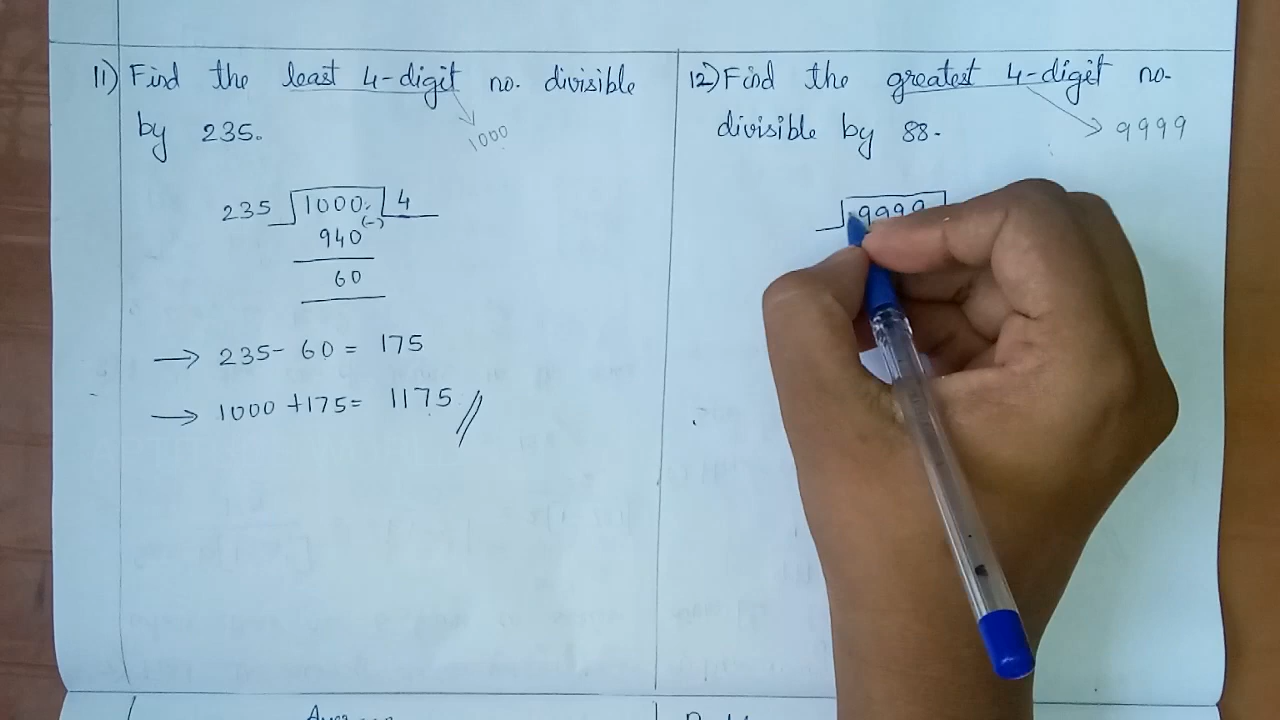 11) Find the least 4-digit no. divisible
by 235.
1000
235 1000 4
(-)
940
60
→ 235- 60 = 175
→ 1000 +175= 1175 //
12) Find the greatest 4-digit no.
divisible by 88.
→ 9999
9999